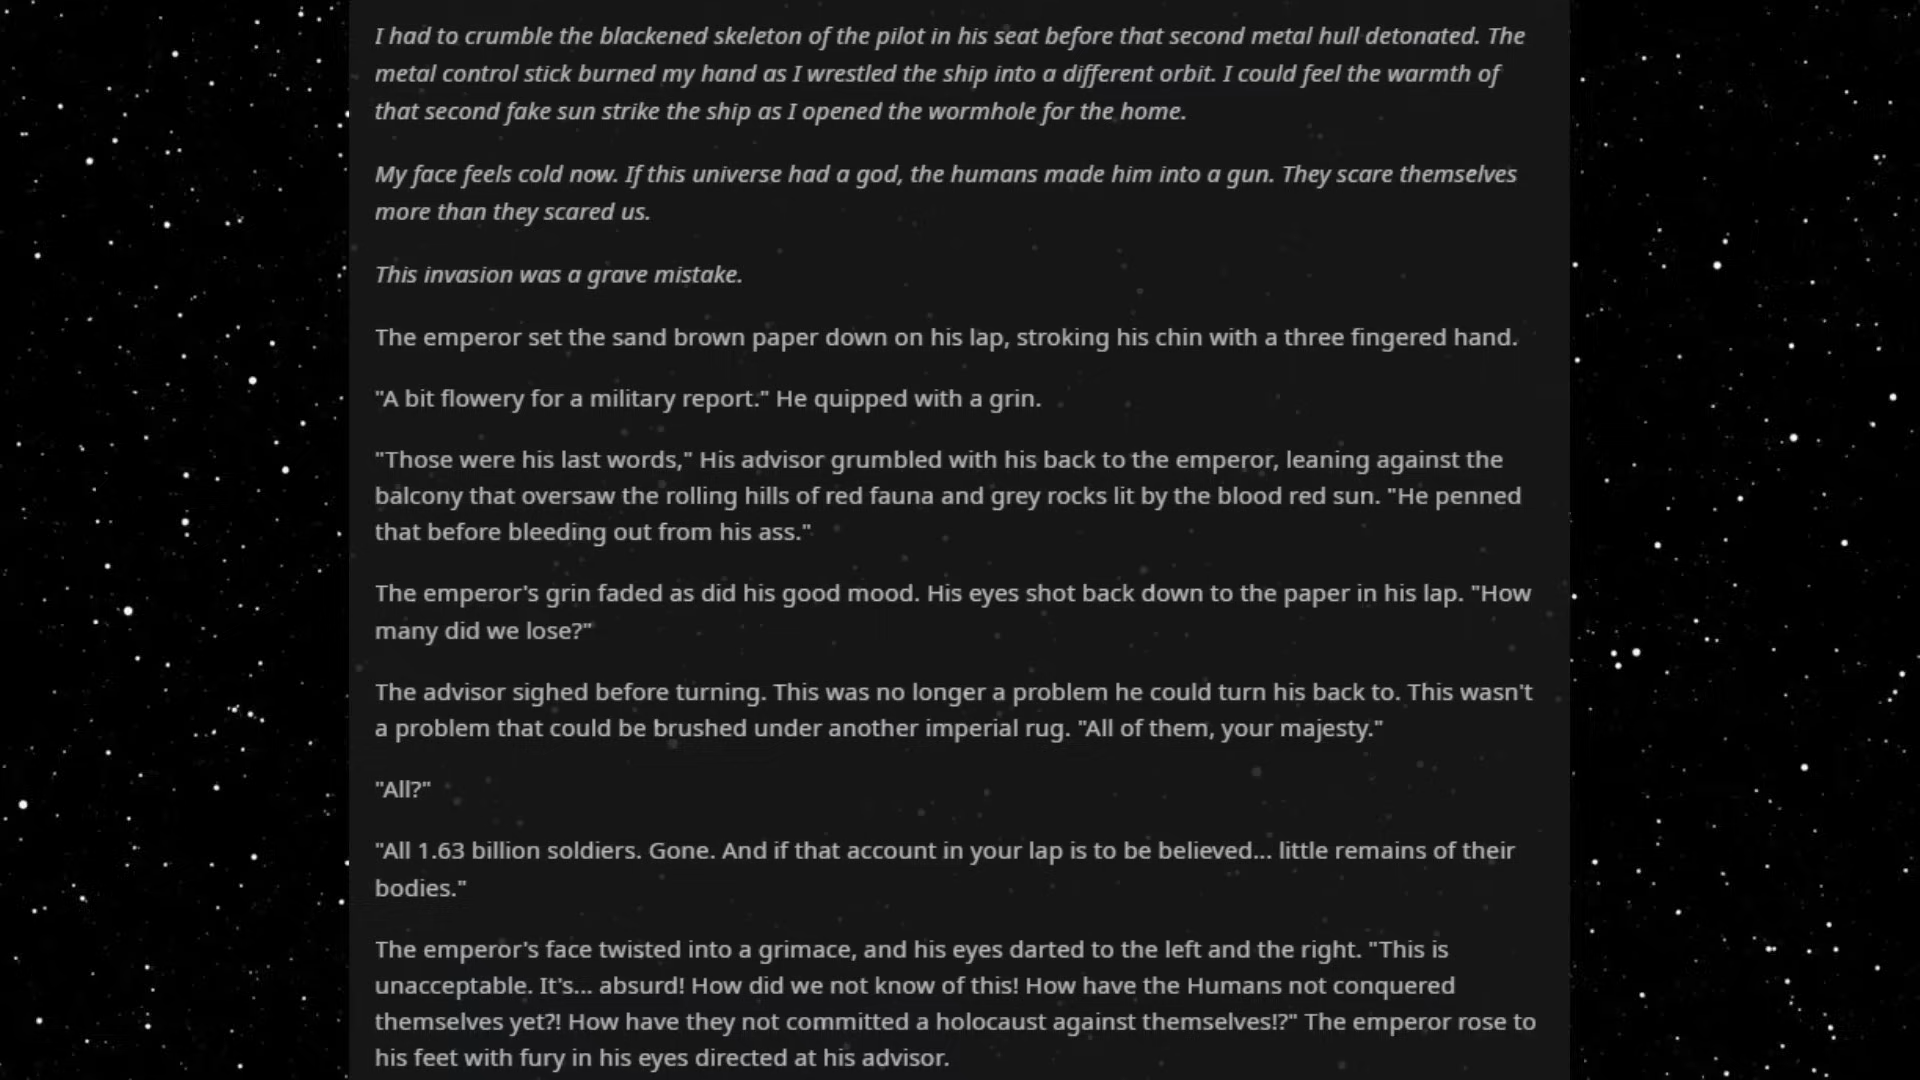 I had to crumble the blackened skeleton of the pilot in his seat before that second metal hull detonated. The
metal control stick burned my hand as I wrestled the ship into a different orbit. I could feel the warmth of
that second fake sun strike the ship as I opened the wormhole for the home.
My face feels cold now. If this universe had a god, the humans made him into a gun. They scare themselves
more than they scared us.
This invasion was a grave mistake.
The emperor set the sand brown paper down on his lap, stroking his chin with a three fingered hand.
"A bit flowery for a military report." He quipped with a grin.
"Those were his last words," His advisor grumbled with his back to the emperor, leaning against the
balcony that oversaw the rolling hills of red fauna and grey rocks lit by the blood red sun. "He penned
that before bleeding out from his ass."
The emperor's grin faded as did his good mood. His eyes shot back down to the paper in his lap. "How
many did we lose?"
The advisor sighed before turning. This was no longer a problem he could turn his back to. This wasn't
a problem that could be brushed under another imperial rug. "All of them, your majesty."
"All?"
"All 1.63 billion soldiers. Gone. And if that account in your lap is to be believed... little remains of their
bodies."
The emperor's face twisted into a grimace, and his eyes darted to the left and the right. "This is
unacceptable. It's... absurd! How did we not know of this! How have the Humans not conquered
themselves yet?! How have they not committed a holocaust against themselves!?" The emperor rose to
his feet with fury in his eyes directed at his advisor.